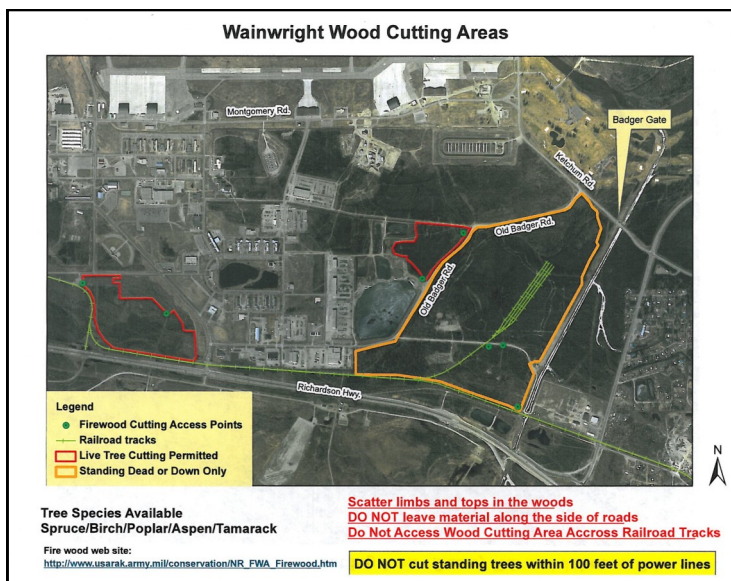 Wainwright Wood Cutting Areas
Montgomery Rd.
Badger Gate
Ketchum Rd.
Old Badger Rd.
Old Badger Rd.
Richardson Hwy.
Legend
Firewood Cutting Access Points
Railroad tracks
Live Tree Cutting Permitted
Standing Dead or Down Only
N
Tree Species Available
Spruce/Birch/Poplar/Aspen/Tamarack
Fire wood web site:
http://www.usarak.army.mil/conservation/NR_FWA_Firewood.htm
Scatter limbs and tops in the woods
DO NOT leave material along the side of roads
Do Not Access Wood Cutting Area Accross Railroad Tracks
DO NOT cut standing trees within 100 feet of power lines